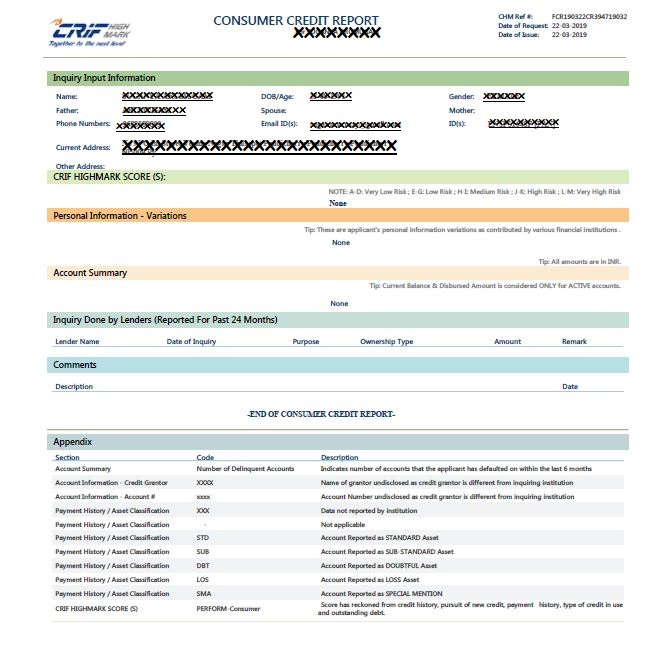 CRIF HIGH MARK
Together to the next level
CONSUMER CREDIT REPORT
CHM Ref #: FCR190322CR394719032
Date of Request: 22-03-2019
Date of Issue: 22-03-2019
Inquiry Input Information
Name: DOB/Age: Gender:
Father: Spouse: Mother:
Phone Numbers: Email ID(s): ID(s):
Current Address:
Other Address:
CRIF HIGHMARK SCORE (S):
NOTE: A-D: Very Low Risk ; E-G: Low Risk ; H-I: Medium Risk ; J-K: High Risk ; L-M: Very High Risk
None
Personal Information - Variations
Tip: These are applicant's personal information variations as contributed by various financial institutions .
None
Tip: All amounts are in INR.
Account Summary
Tip: Current Balance & Disbursed Amount is considered ONLY for ACTIVE accounts.
None
Inquiry Done by Lenders (Reported For Past 24 Months)
Lender Name Date of Inquiry Purpose Ownership Type Amount Remark
Comments
Description Date
-END OF CONSUMER CREDIT REPORT-
Appendix
Section Code Description
Account Summary Number of Delinquent Accounts Indicates number of accounts that the applicant has defaulted on within the last 6 months
Account Information - Credit Grantor XXXX Name of grantor undisclosed as credit grantor is different from inquiring institution
Account Information - Account # xxxx Account Number undisclosed as credit grantor is different from inquiring institution
Payment History / Asset Classification XXX Data not reported by institution
Payment History / Asset Classification - Not applicable
Payment History / Asset Classification STD Account Reported as STANDARD Asset
Payment History / Asset Classification SUB Account Reported as SUB-STANDARD Asset
Payment History / Asset Classification DBT Account Reported as DOUBTFUL Asset
Payment History / Asset Classification LOS Account Reported as LOSS Asset
Payment History / Asset Classification SMA Account Reported as SPECIAL MENTION
CRIF HIGHMARK SCORE (S) PERFORM-Consumer Score has reckoned from credit history, pursuit of new credit, payment history, type of credit in use
and outstanding debt.